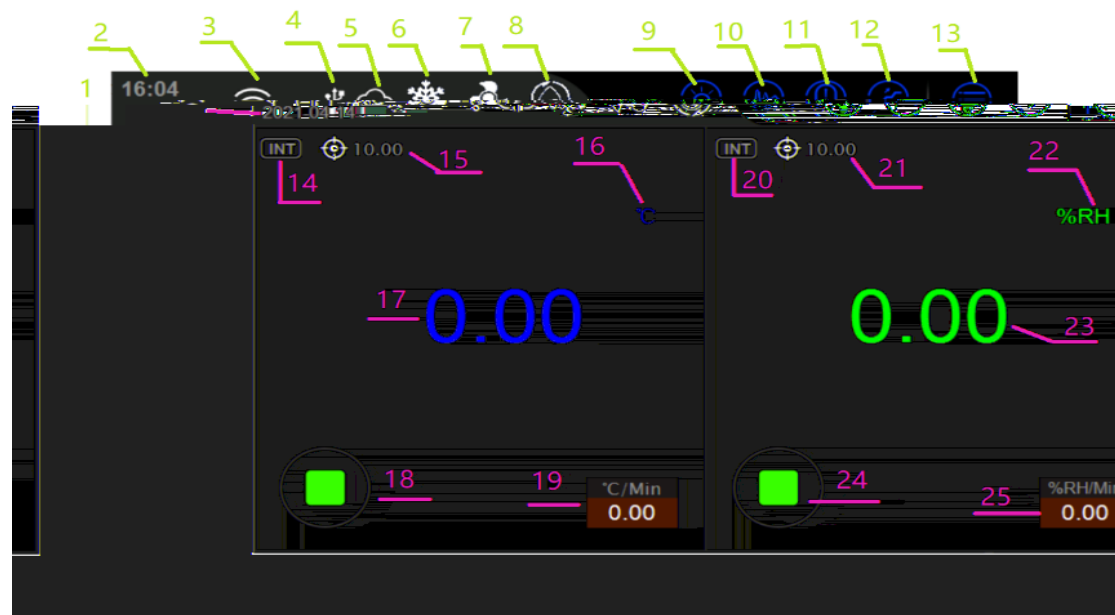 2 3 4 5 6 7 8 9 10 11 12 13
1 16:04
INT 10.00 15 16 INT 10.00 21 22
14 20
℃ %RH
17 0.00 0.00 23
18 19 ℃/Min 24 25 %RH/Min
0.00 0.00